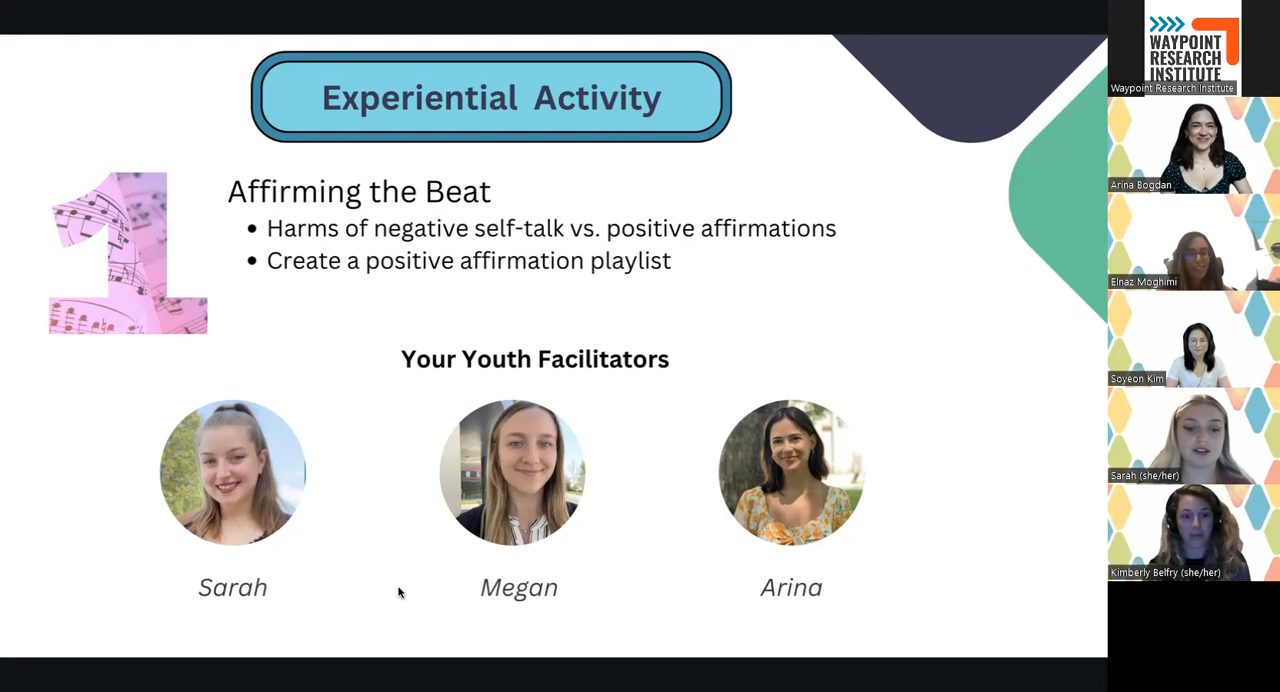 Experiential Activity
Affirming the Beat
• Harms of negative self-talk vs. positive affirmations
• Create a positive affirmation playlist
Your Youth Facilitators
Sarah
Megan
Arina
WAYPOINT
RESEARCH
INSTITUTE
Waypoint Research Institute
Arina Bogdan
Elnaz Moghimi
Soyeon Kim
Sarah (she/her)
Kimberly Belfry (she/her)